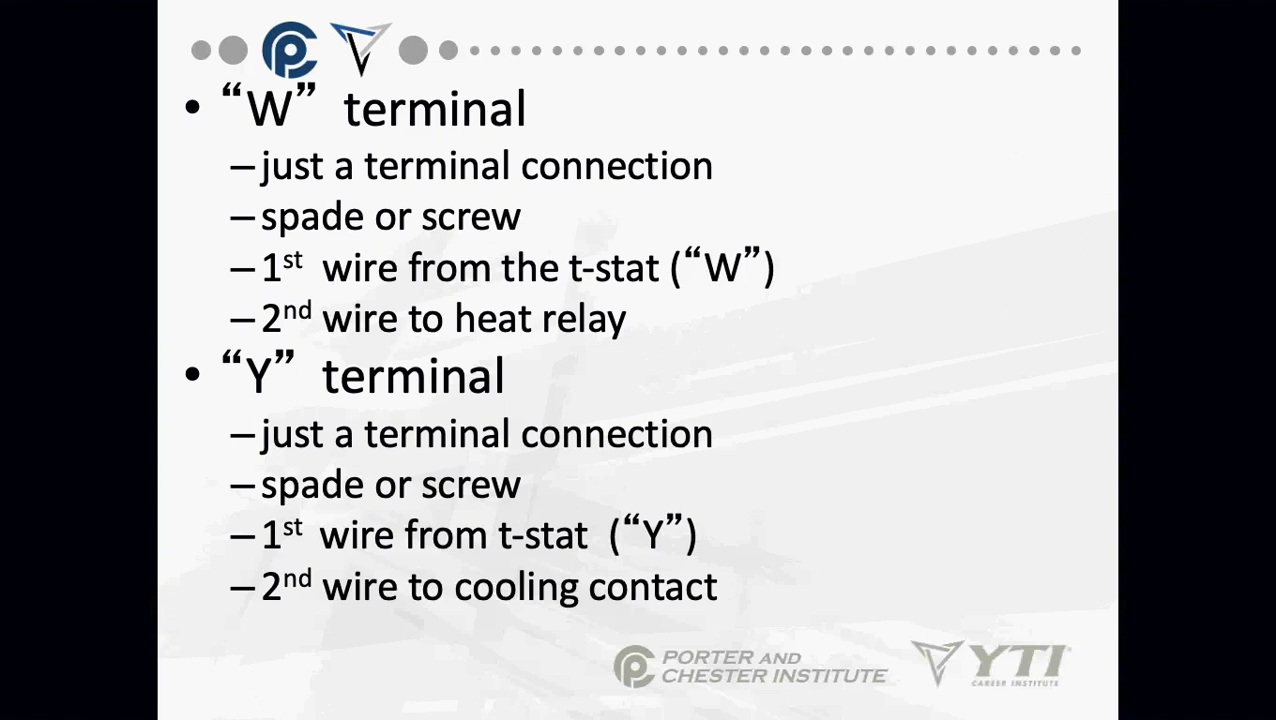 • “W” terminal
– just a terminal connection
– spade or screw
– 1st wire from the t-stat (“W”)
– 2nd wire to heat relay
• “Y” terminal
– just a terminal connection
– spade or screw
– 1st wire from t-stat (“Y”)
– 2nd wire to cooling contact
PORTER AND
CHESTER INSTITUTE
YTI
CAREER INSTITUTE